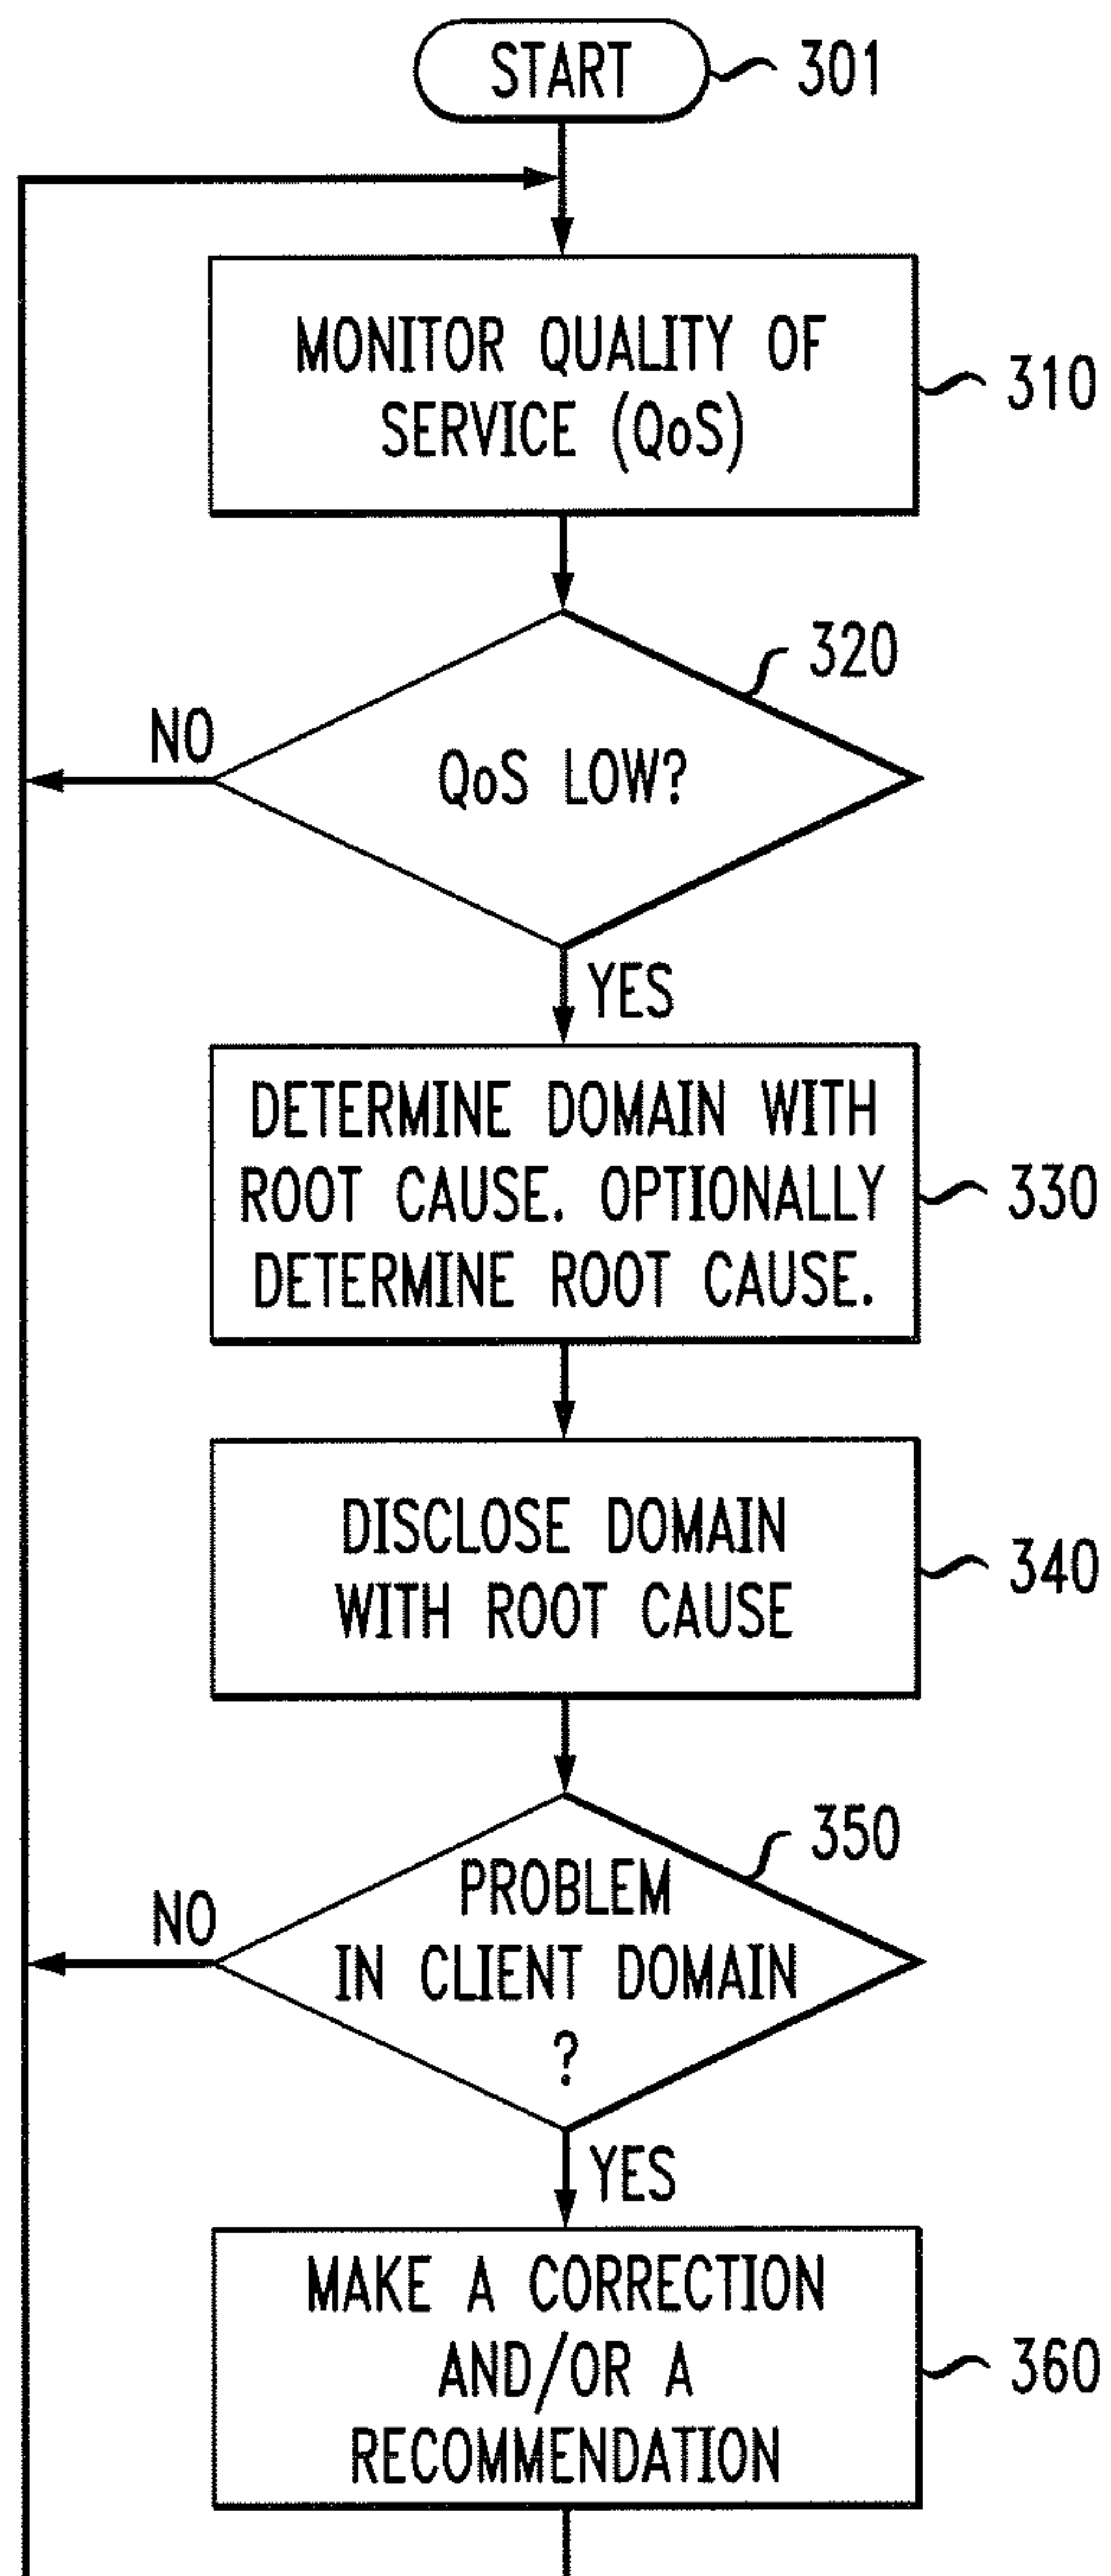 START
301
MONITOR QUALITY OF
SERVICE (QoS)
310
320
NO
QoS LOW?
YES
DETERMINE DOMAIN WITH
ROOT CAUSE. OPTIONALLY
DETERMINE ROOT CAUSE.
330
DISCLOSE DOMAIN
WITH ROOT CAUSE
340
350
PROBLEM
NO
IN CLIENT DOMAIN
?
YES
MAKE A CORRECTION
AND/OR A
RECOMMENDATION
360